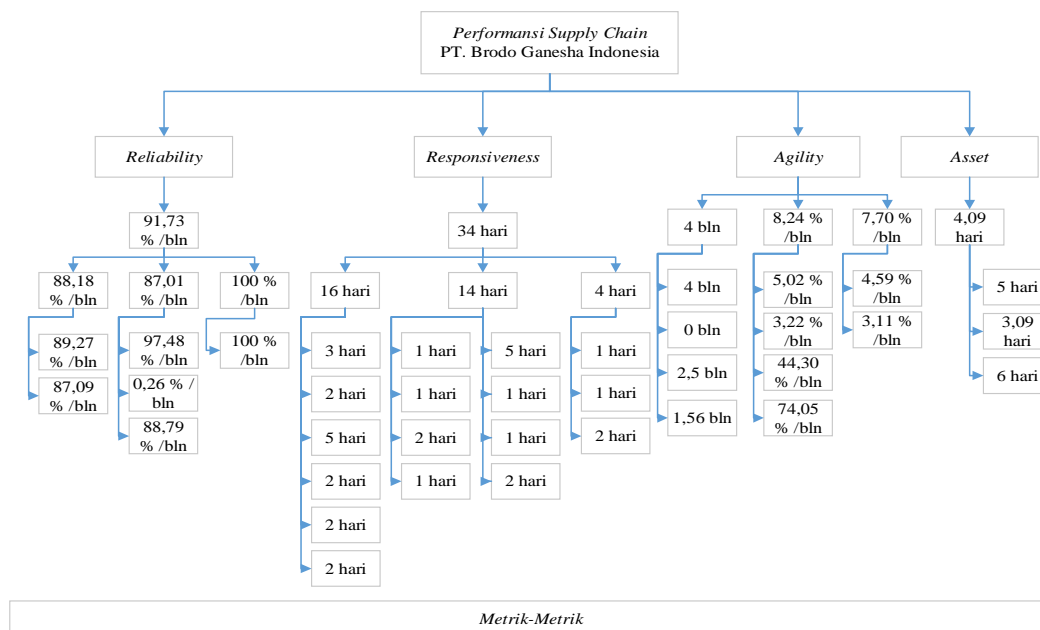 Performansi Supply Chain
PT. Brodo Ganesha Indonesia
Reliability
Responsiveness
Agility
Asset
91,73
% /bln
34 hari
4 bln
8,24 %
/bln
7,70 %
/bln
4,09
hari
88,18
% /bln
87,01
% /bln
100 %
/bln
16 hari
14 hari
4 hari
89,27
% /bln
87,09
% /bln
97,48
% /bln
0,26 % /
bln
88,79
% /bln
100 %
/bln
3 hari
2 hari
5 hari
2 hari
2 hari
2 hari
1 hari
1 hari
2 hari
1 hari
5 hari
1 hari
1 hari
2 hari
1 hari
1 hari
2 hari
4 bln
0 bln
2,5 bln
1,56 bln
5,02 %
/bln
3,22 %
/bln
44,30
% /bln
74,05
% /bln
4,59 %
/bln
3,11 %
/bln
5 hari
3,09
hari
6 hari
Metrik-Metrik